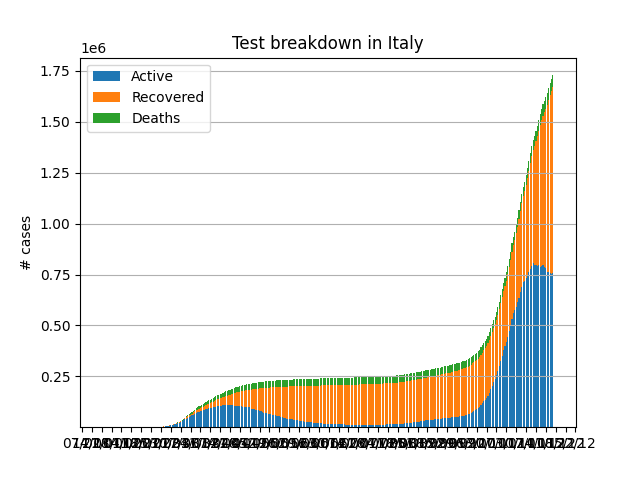 Test breakdown in Italy
1e6
Active
Recovered
Deaths
1.75
1.50
1.25
1.00
0.75
0.50
0.25
# cases